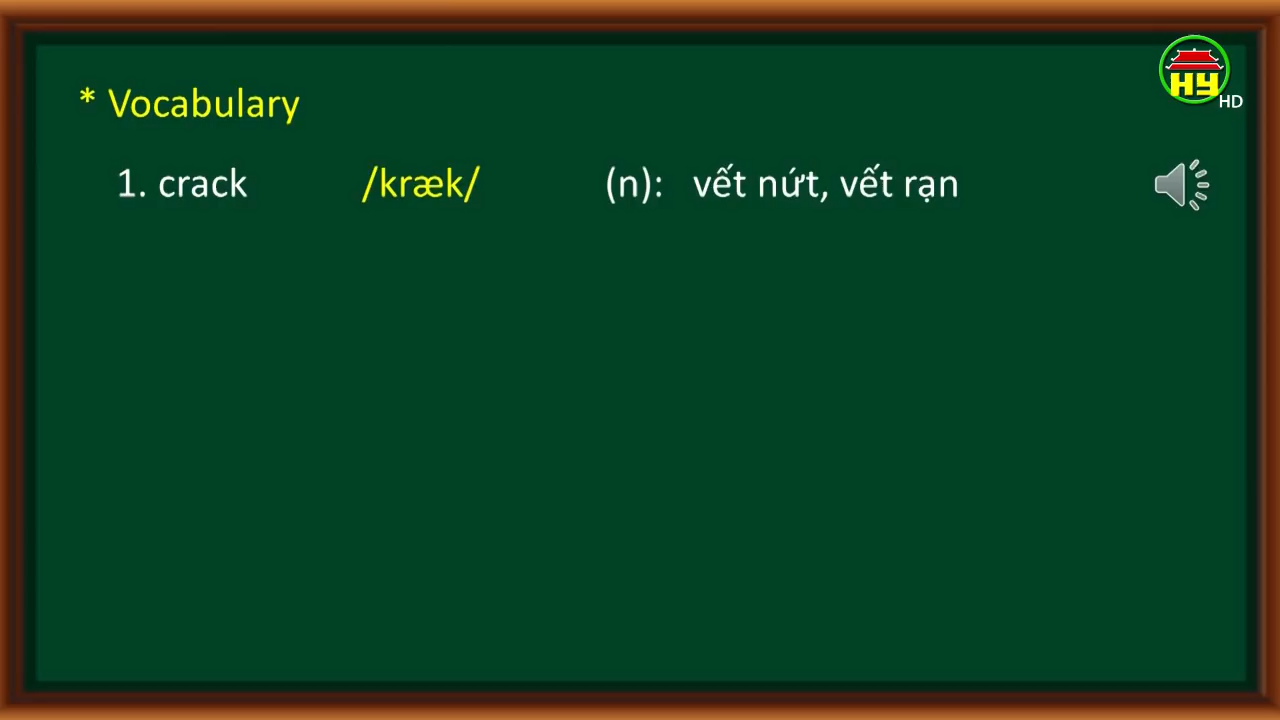 HY
HD
* Vocabulary
1. crack /kræk/ (n): vết nứt, vết rạn